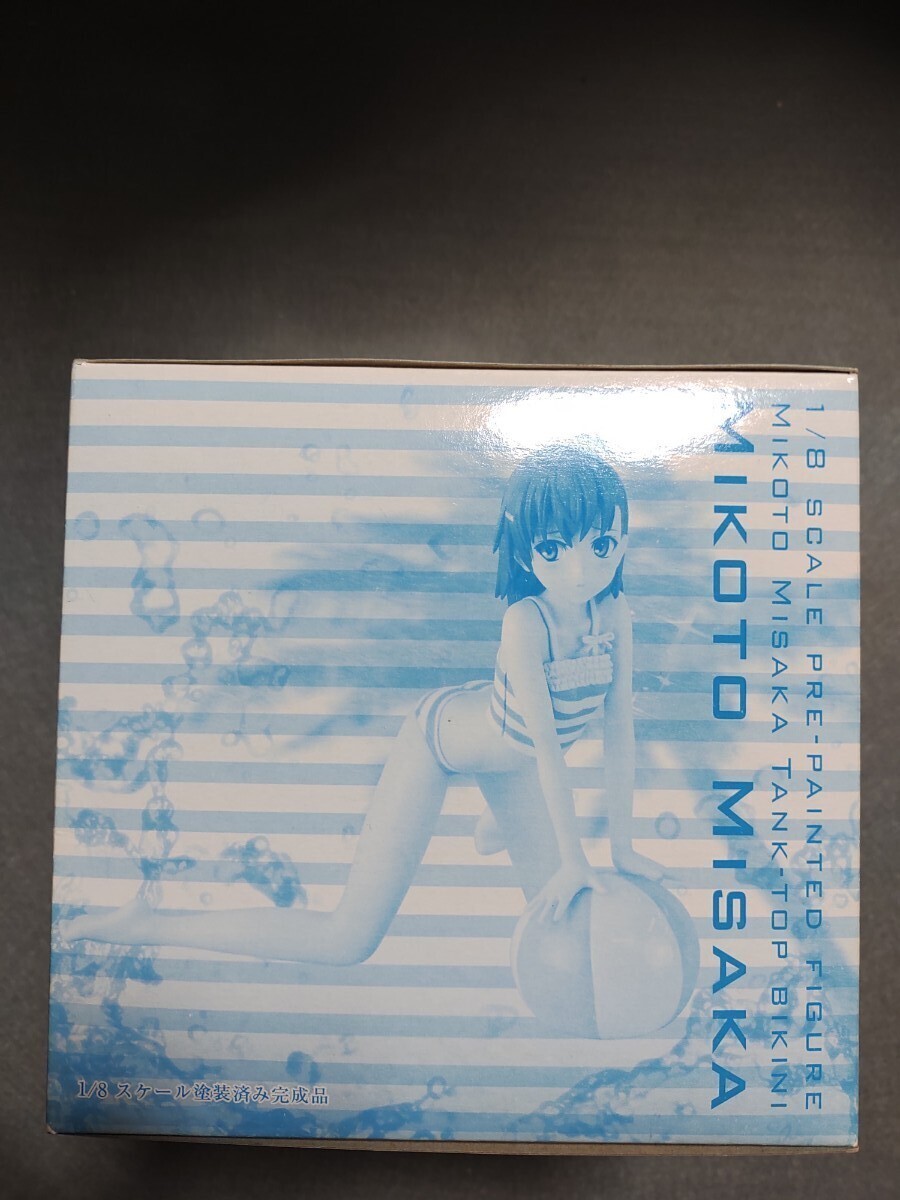 1/8 SCALE PRE-PAINTED FIGURE
MIKOTO MISAKA TANK-TOP BIKINI
MIKOTO MISAKA
1/8 スケール塗装済み完成品